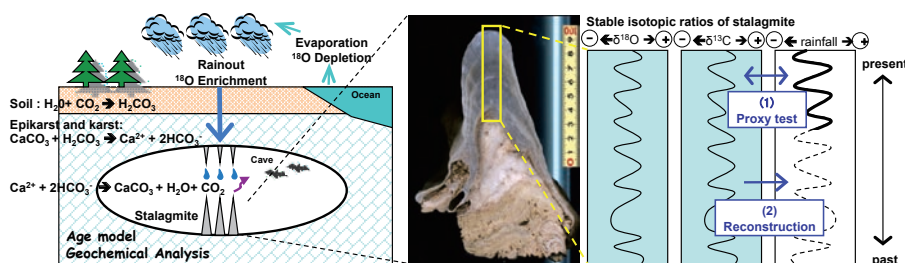 Evaporation
¹⁸O Depletion
Rainout
¹⁸O Enrichment
Ocean
Soil : H₂O+ CO₂ ➔ H₂CO₃
Epikarst and karst:
CaCO₃ + H₂CO₃ ➔ Ca²⁺ + 2HCO₃⁻
Cave
Ca²⁺ + 2HCO₃⁻ ➔ CaCO₃ + H₂O+ CO₂
Stalagmite
Age model
Geochemical Analysis
Stable isotopic ratios of stalagmite
− ← δ¹⁸O → + − ← δ¹³C → + − ← rainfall → +
present
(1)
Proxy test
(2)
Reconstruction
past